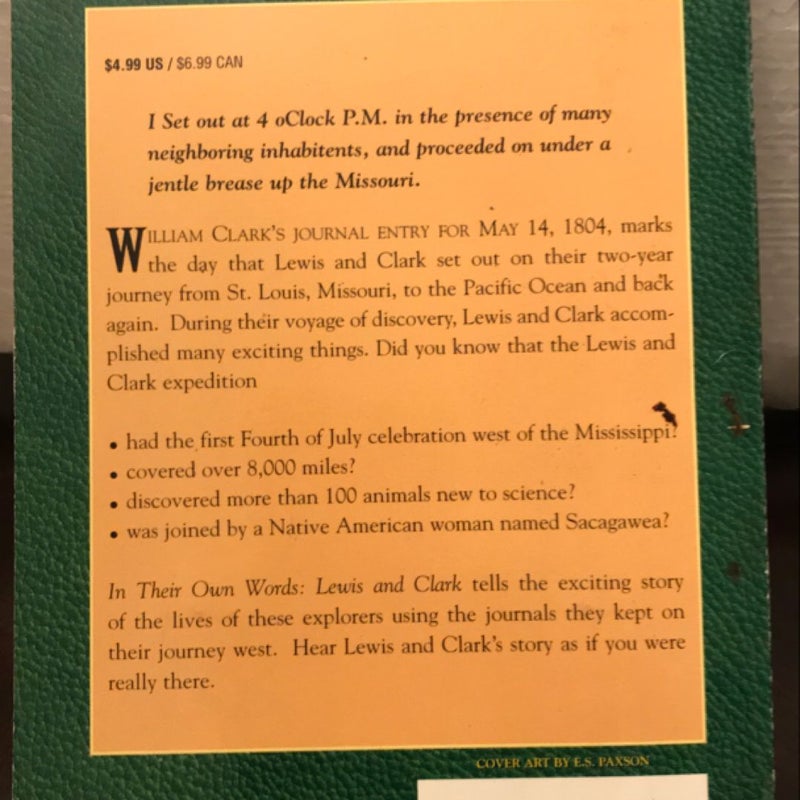 $4.99 US / $6.99 CAN
I Set out at 4 oClock P.M. in the presence of many
neighboring inhabitents, and proceeded on under a
jentle brease up the Missouri.
WILLIAM CLARK'S JOURNAL ENTRY FOR MAY 14, 1804, marks
the day that Lewis and Clark set out on their two-year
journey from St. Louis, Missouri, to the Pacific Ocean and back
again. During their voyage of discovery, Lewis and Clark accom-
plished many exciting things. Did you know that the Lewis and
Clark expedition
• had the first Fourth of July celebration west of the Mississippi?
• covered over 8,000 miles?
• discovered more than 100 animals new to science?
• was joined by a Native American woman named Sacagawea?
In Their Own Words: Lewis and Clark tells the exciting story
of the lives of these explorers using the journals they kept on
their journey west. Hear Lewis and Clark's story as if you were
really there.
COVER ART BY E.S. PAXSON